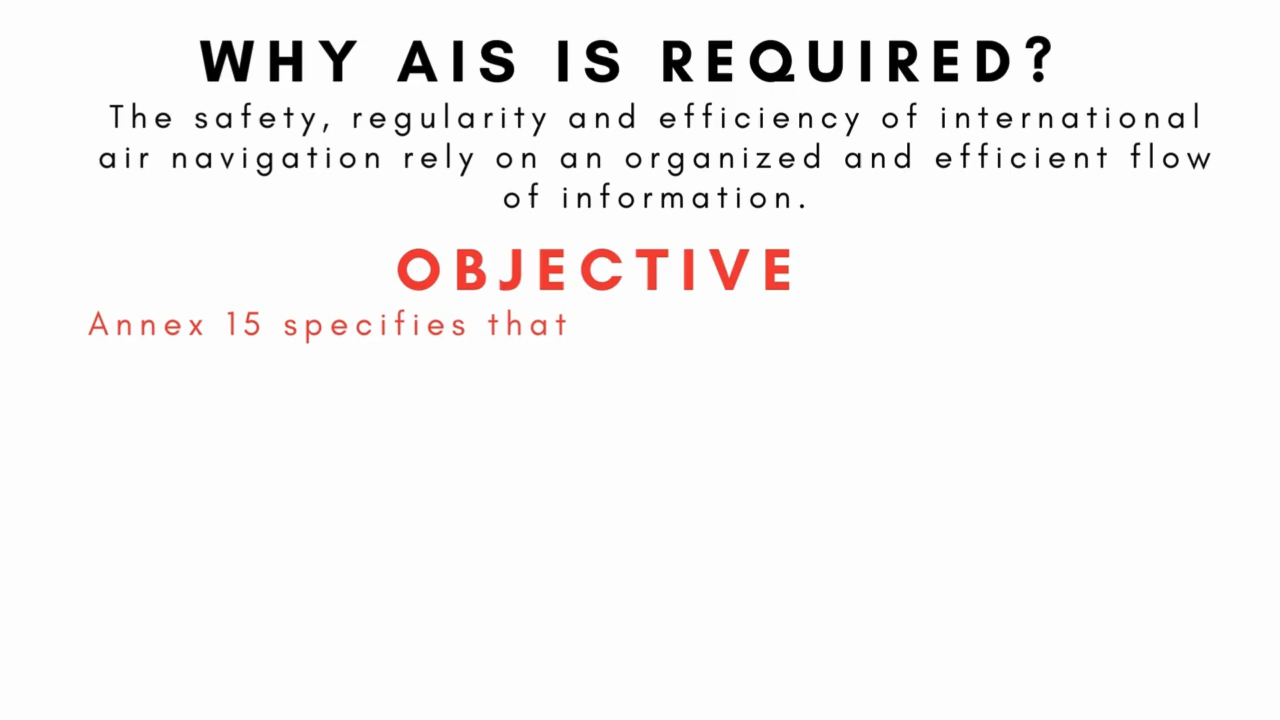 WHY AIS IS REQUIRED?
The safety, regularity and efficiency of international
air navigation rely on an organized and efficient flow
of information.
OBJECTIVE
Annex 15 specifies that